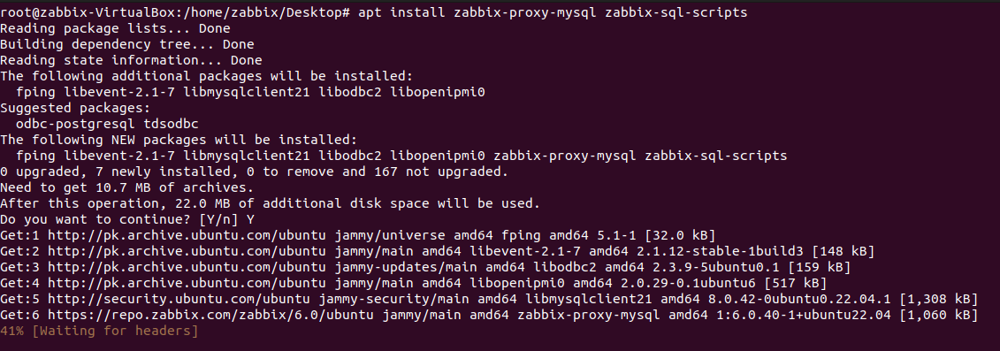 root@zabbix-VirtualBox:/home/zabbix/Desktop# apt install zabbix-proxy-mysql zabbix-sql-scripts
Reading package lists... Done
Building dependency tree... Done
Reading state information... Done
The following additional packages will be installed:
  fping libevent-2.1-7 libmysqlclient21 libodbc2 libopenipmi0
Suggested packages:
  odbc-postgresql tdsodbc
The following NEW packages will be installed:
  fping libevent-2.1-7 libmysqlclient21 libodbc2 libopenipmi0 zabbix-proxy-mysql zabbix-sql-scripts
0 upgraded, 7 newly installed, 0 to remove and 167 not upgraded.
Need to get 10.7 MB of archives.
After this operation, 22.0 MB of additional disk space will be used.
Do you want to continue? [Y/n] Y
Get:1 http://pk.archive.ubuntu.com/ubuntu jammy/universe amd64 fping amd64 5.1-1 [32.0 kB]
Get:2 http://pk.archive.ubuntu.com/ubuntu jammy/main amd64 libevent-2.1-7 amd64 2.1.12-stable-1build3 [148 kB]
Get:3 http://pk.archive.ubuntu.com/ubuntu jammy-updates/main amd64 libodbc2 amd64 2.3.9-5ubuntu0.1 [159 kB]
Get:4 http://pk.archive.ubuntu.com/ubuntu jammy/main amd64 libopenipmi0 amd64 2.0.29-0.1ubuntu6 [517 kB]
Get:5 http://security.ubuntu.com/ubuntu jammy-security/main amd64 libmysqlclient21 amd64 8.0.42-0ubuntu0.22.04.1 [1,308 kB]
Get:6 https://repo.zabbix.com/zabbix/6.0/ubuntu jammy/main amd64 zabbix-proxy-mysql amd64 1:6.0.40-1+ubuntu22.04 [1,060 kB]
41% [Waiting for headers]